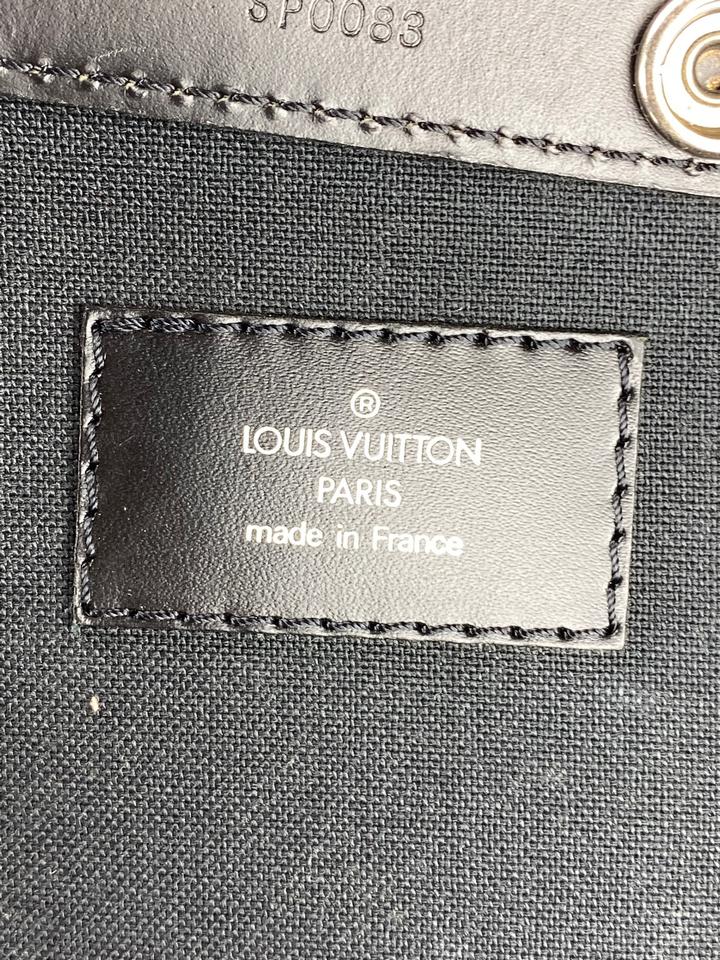 SP0083
®
LOUIS VUITTON
PARIS
made in France